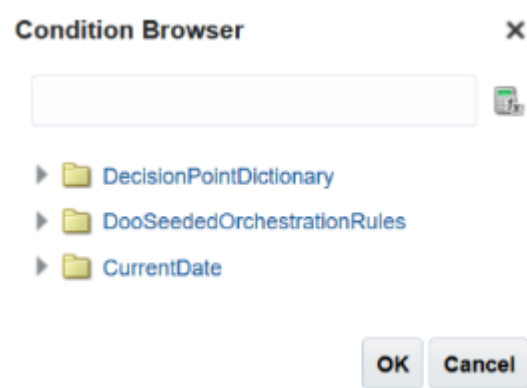 Condition Browser
DecisionPointDictionary
DooSeededOrchestrationRules
CurrentDate
OK Cancel